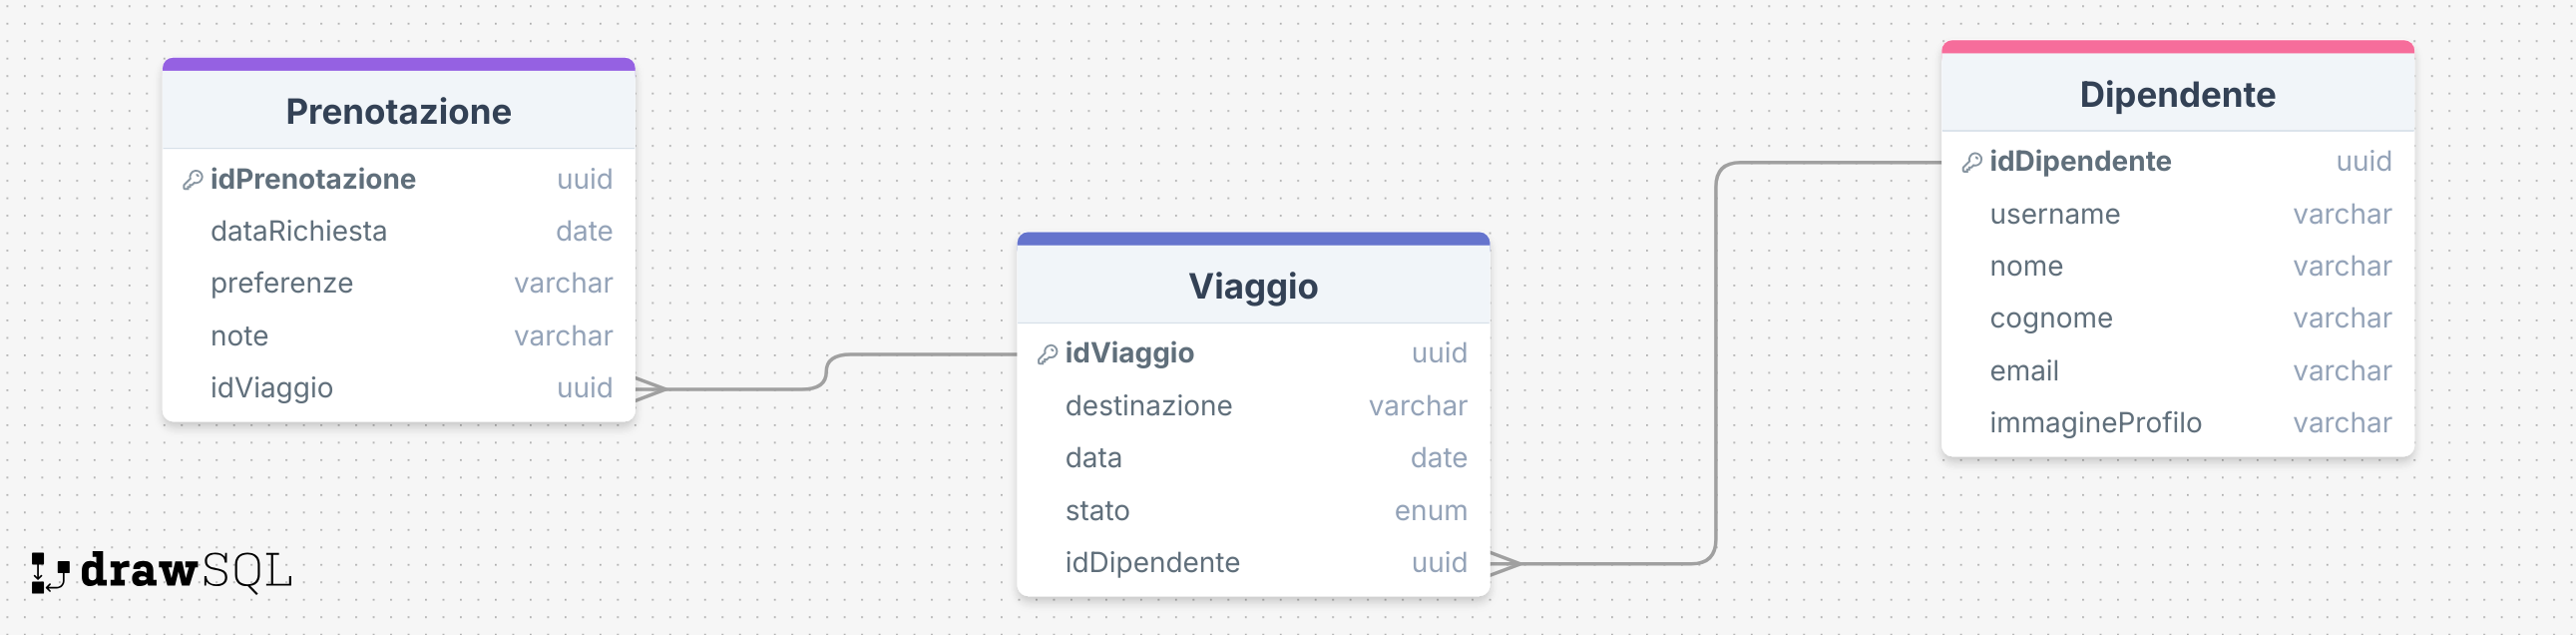 Prenotazione
idPrenotazione uuid
dataRichiesta date
preferenze varchar
note varchar
idViaggio uuid
Viaggio
idViaggio uuid
destinazione varchar
data date
stato enum
idDipendente uuid
Dipendente
idDipendente uuid
username varchar
nome varchar
cognome varchar
email varchar
immagineProfilo varchar
drawSQL